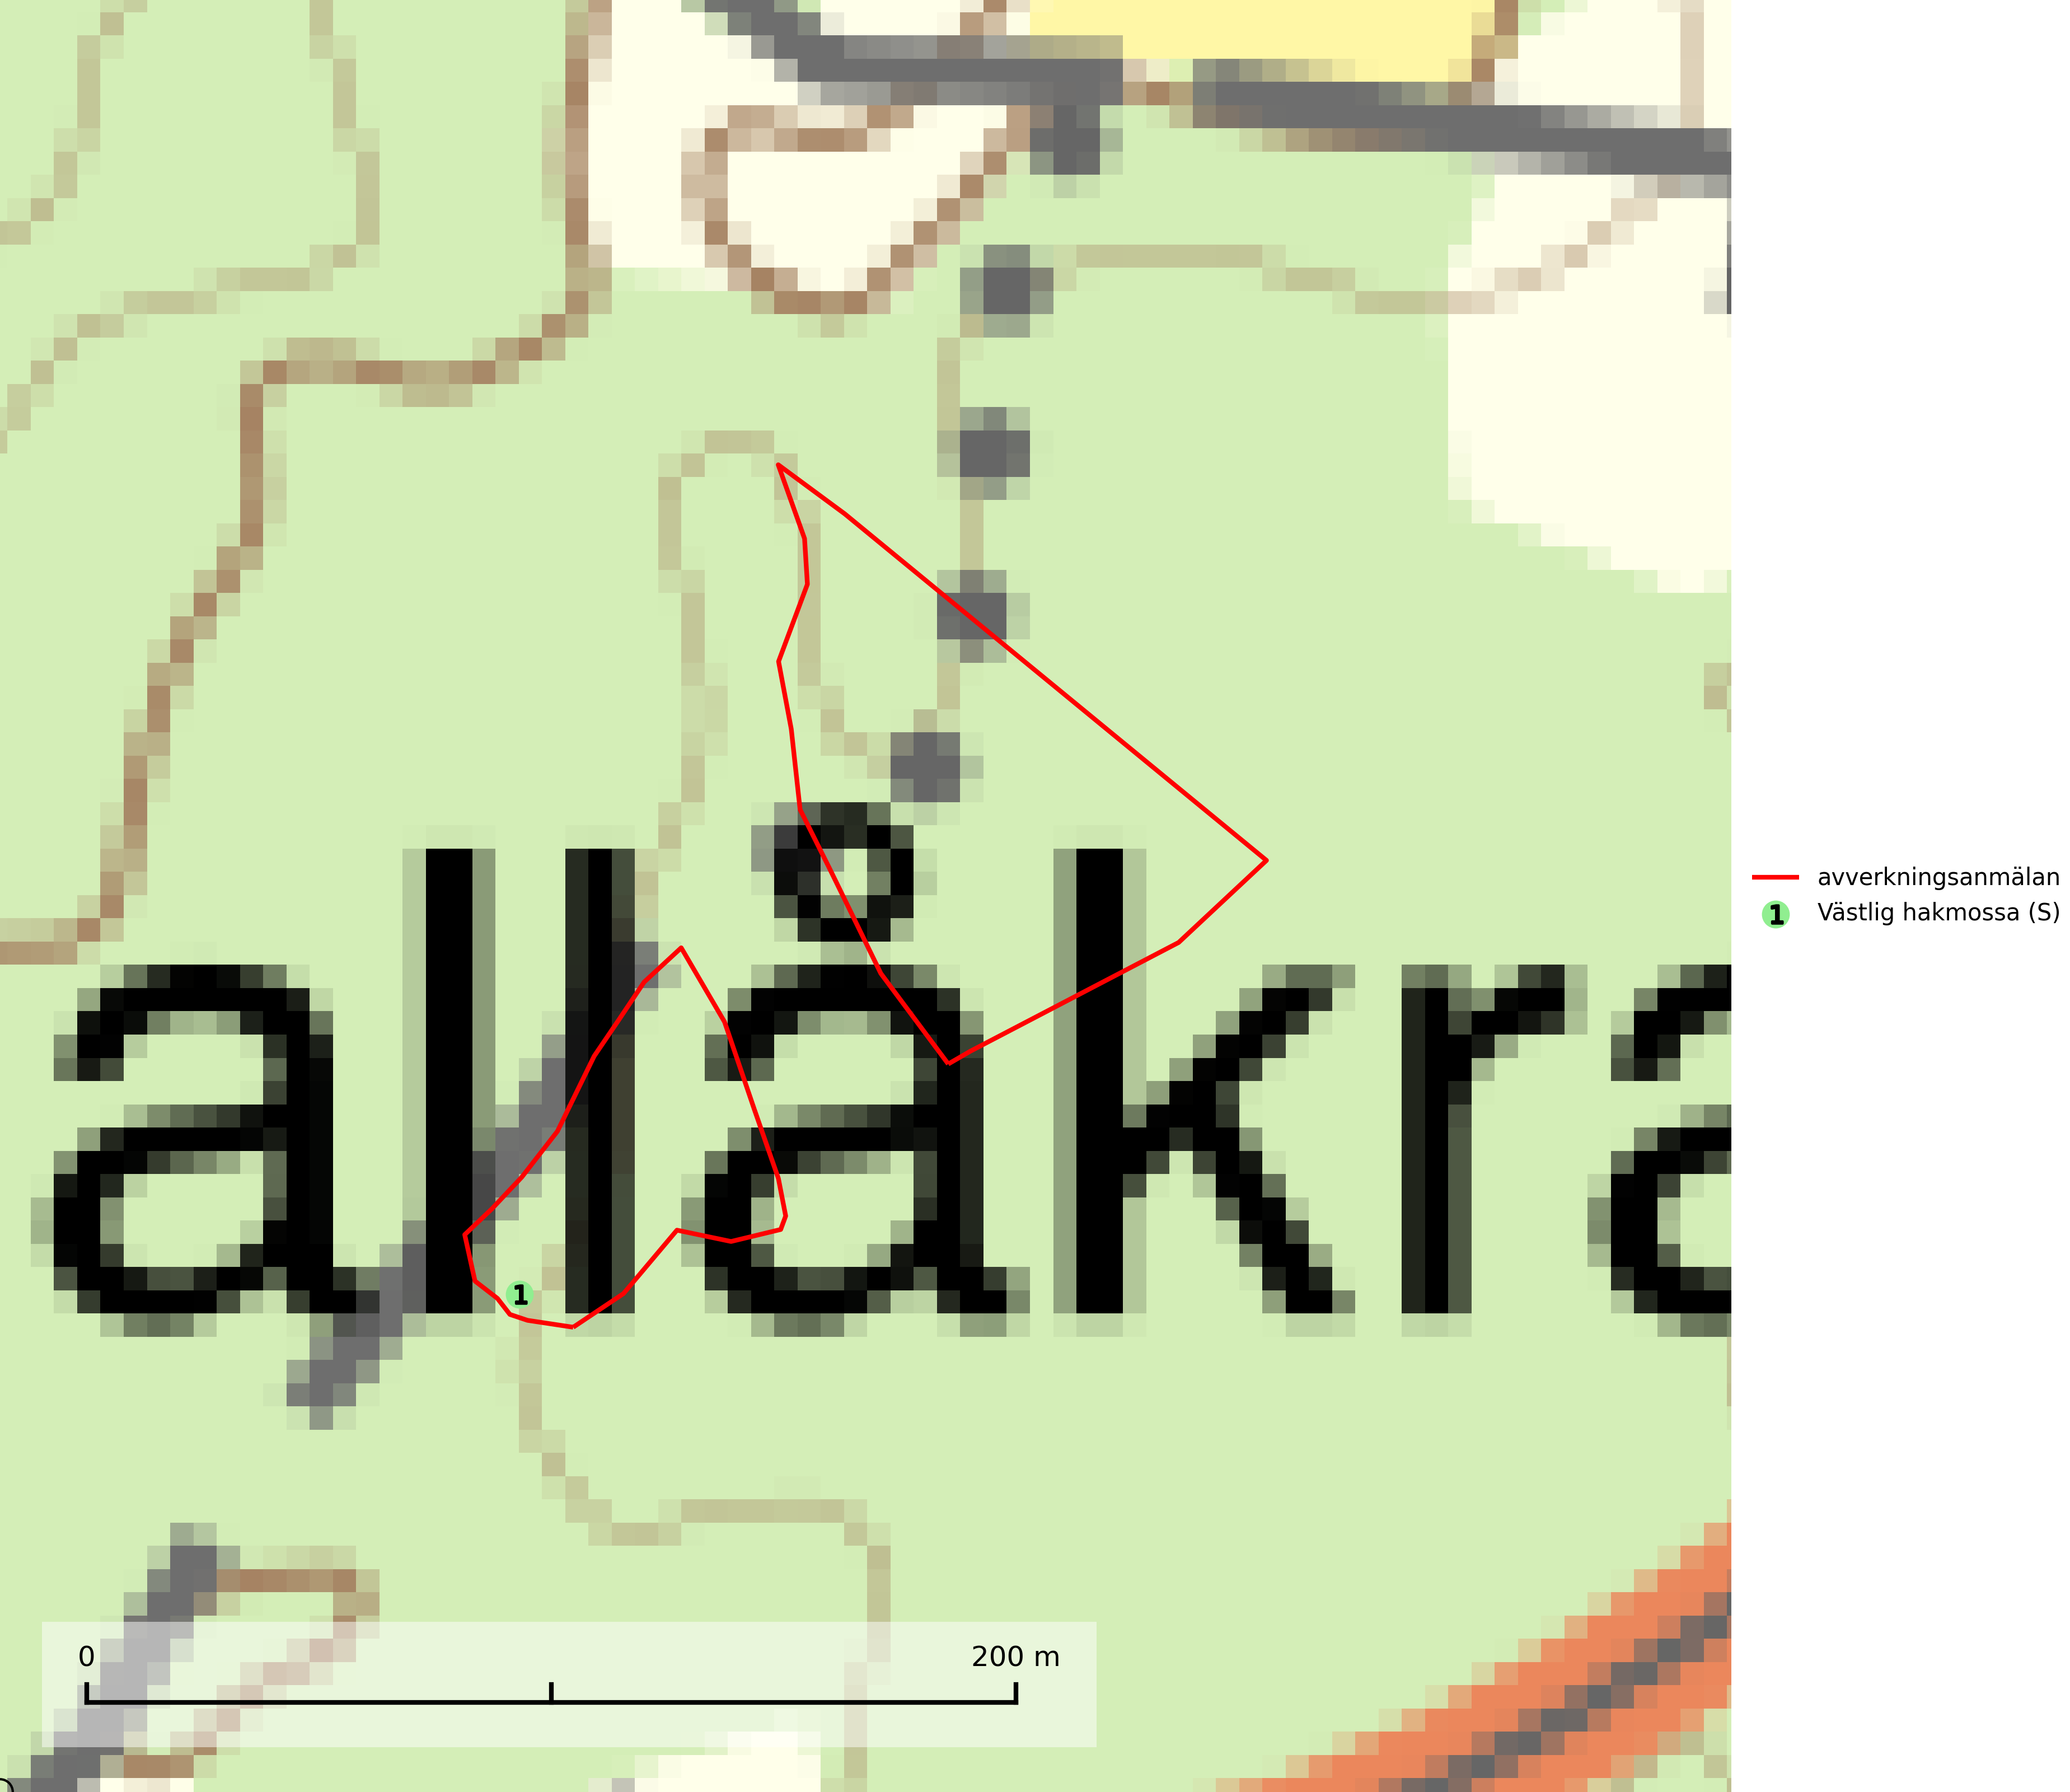 allåkra
avverkningsanmälan
1 Västlig hakmossa (S)
1
0 200 m